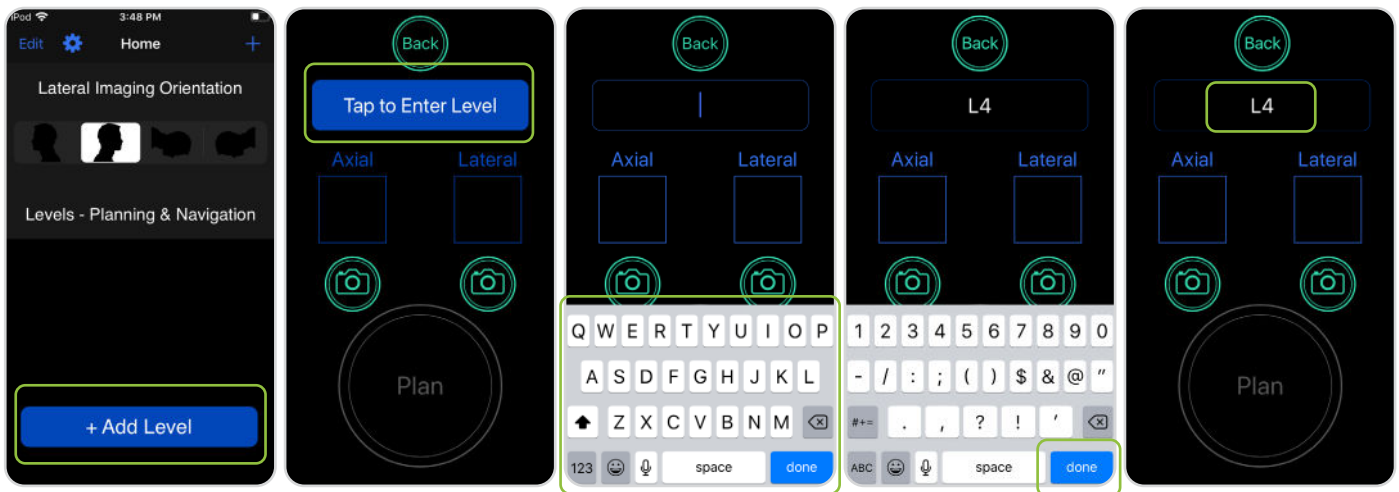 iPod 3:48 PM
Edit Home +
Lateral Imaging Orientation
Levels - Planning & Navigation
+ Add Level
Back
Tap to Enter Level
Axial Lateral
Plan
Back
Axial Lateral
Q W E R T Y U I O P
A S D F G H J K L
Z X C V B N M
123 space done
Back
L4
Axial Lateral
1 2 3 4 5 6 7 8 9 0
- / : ; ( ) $ & @ "
#+= . , ? ! '
ABC space done
Back
L4
Axial Lateral
Plan